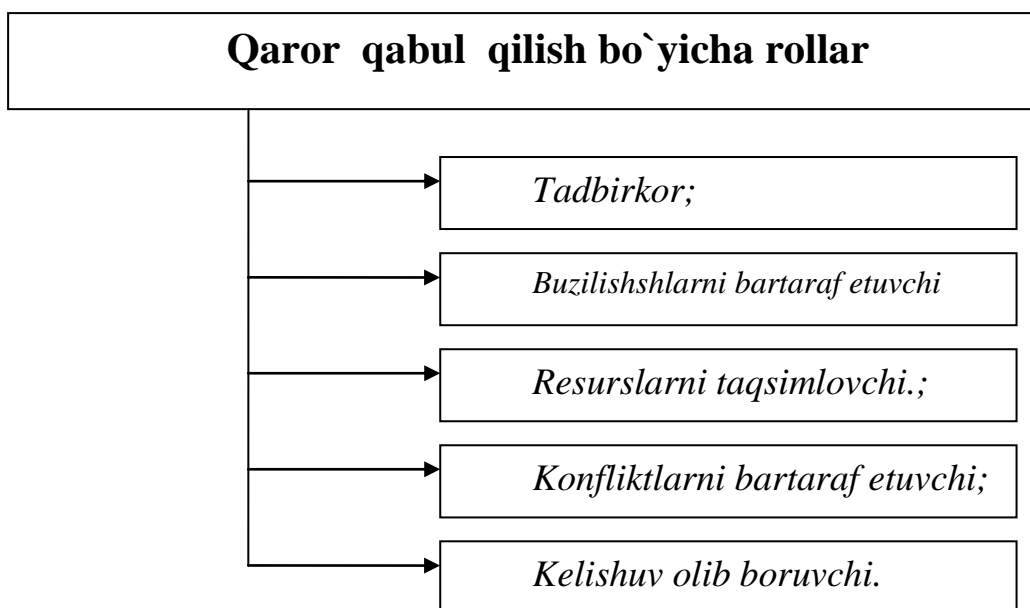 Qaror qabul qilish bo`yicha rollar
Tadbirkor;
Buzilishshlarni bartaraf etuvchi
Resurslarni taqsimlovchi.;
Konfliktlarni bartaraf etuvchi;
Kelishuv olib boruvchi.